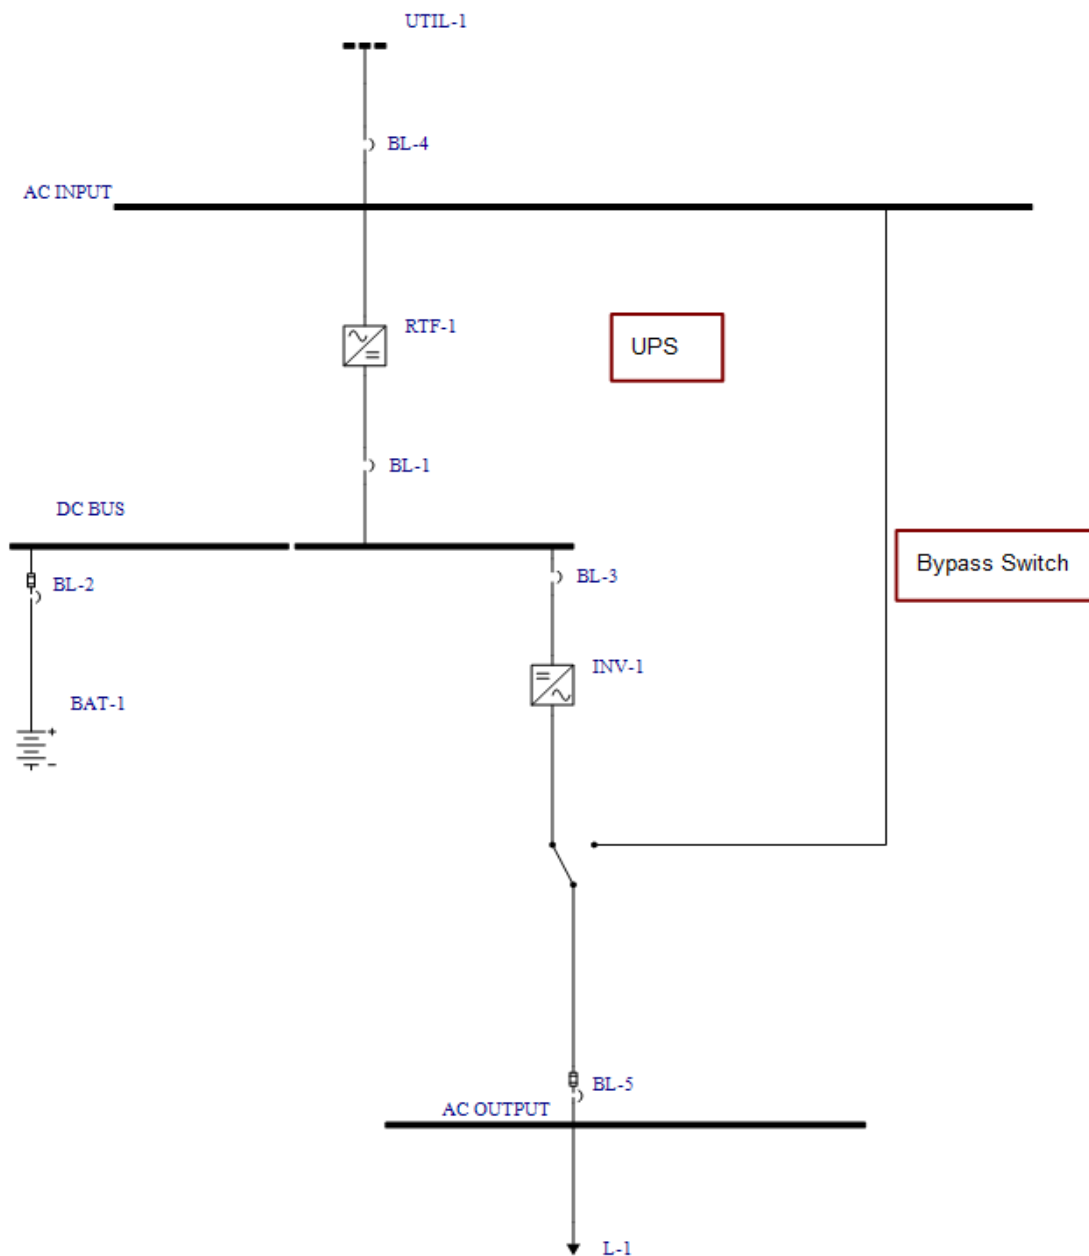 UTIL-1
BL-4
AC INPUT
RTF-1
UPS
BL-1
DC BUS
Bypass Switch
BL-2
BL-3
INV-1
BAT-1
+
-
BL-5
AC OUTPUT
L-1